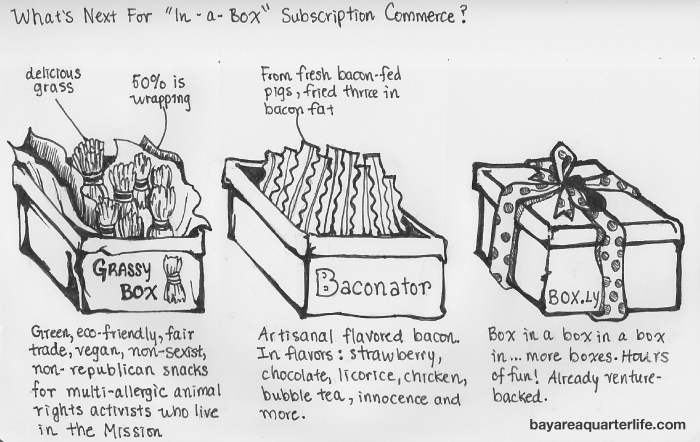 What's Next For "In-a-Box" Subscription Commerce?
delicious
grass
50% is
wrapping
GRASSY
BOX
Green, eco-friendly, fair
trade, vegan, non-sexist,
non-republican snacks
for multi-allergic animal
rights activists who live
in the Mission
From fresh bacon-fed
pigs, fried thrice in
bacon fat
Baconator
Artisanal flavored bacon.
In flavors: strawberry,
chocolate, licorice, chicken,
bubble tea, innocence and
more.
BOX.LY
Box in a box in a box
in... more boxes. Hours
of fun! Already venture-
backed.
bayareaquarterlife.com